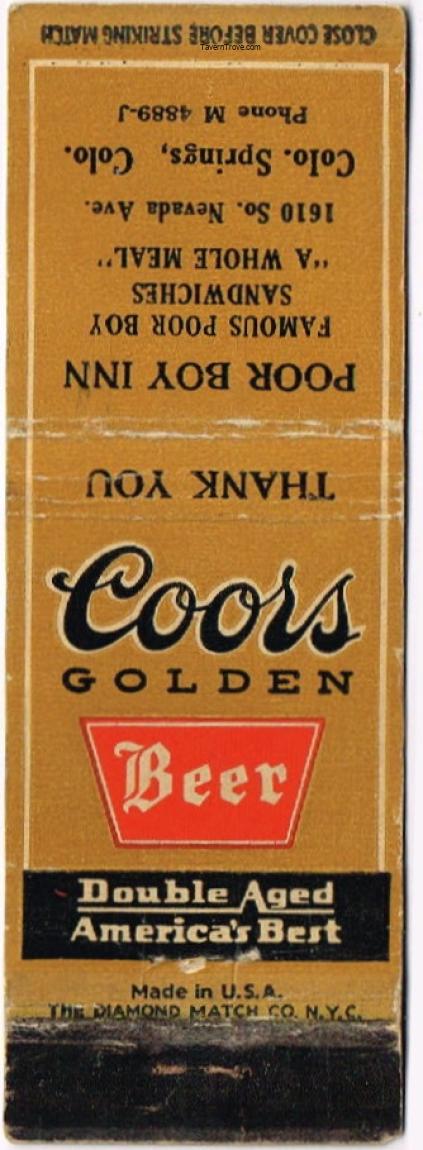 CLOSE COVER BEFORE STRIKING MATCH
TavernTrove.com
Phone M 4889-J
Colo. Springs, Colo.
1610 So. Nevada Ave.
"A WHOLE MEAL"
SANDWICHES
FAMOUS POOR BOY
POOR BOY INN
THANK YOU
Coors
GOLDEN
Beer
Double Aged
America's Best
Made in U.S.A.
THE DIAMOND MATCH CO. N.Y.C.